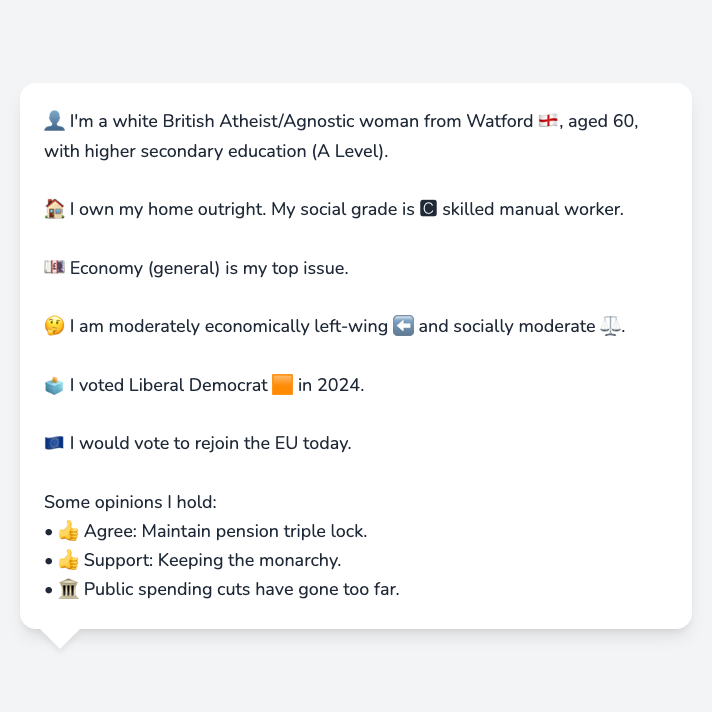 👤 I'm a white British Atheist/Agnostic woman from Watford 🏴󠁧󠁢󠁥󠁮󠁧󠁿, aged 60,
with higher secondary education (A Level).
🏠 I own my home outright. My social grade is 🅲 skilled manual worker.
💷 Economy (general) is my top issue.
🤔 I am moderately economically left-wing ⬅️ and socially moderate ⚖️.
🗳️ I voted Liberal Democrat 🟧 in 2024.
🇪🇺 I would vote to rejoin the EU today.
Some opinions I hold:
• 👍 Agree: Maintain pension triple lock.
• 👍 Support: Keeping the monarchy.
• 🏛️ Public spending cuts have gone too far.